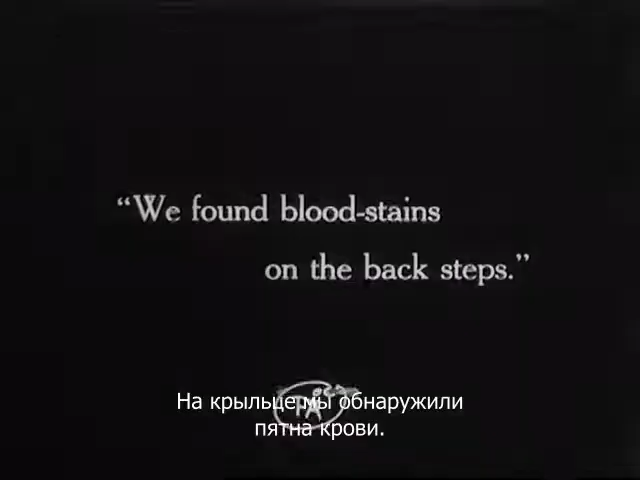 “We found blood-stains
on the back steps.”
На крыльце мы обнаружили
пятна крови.